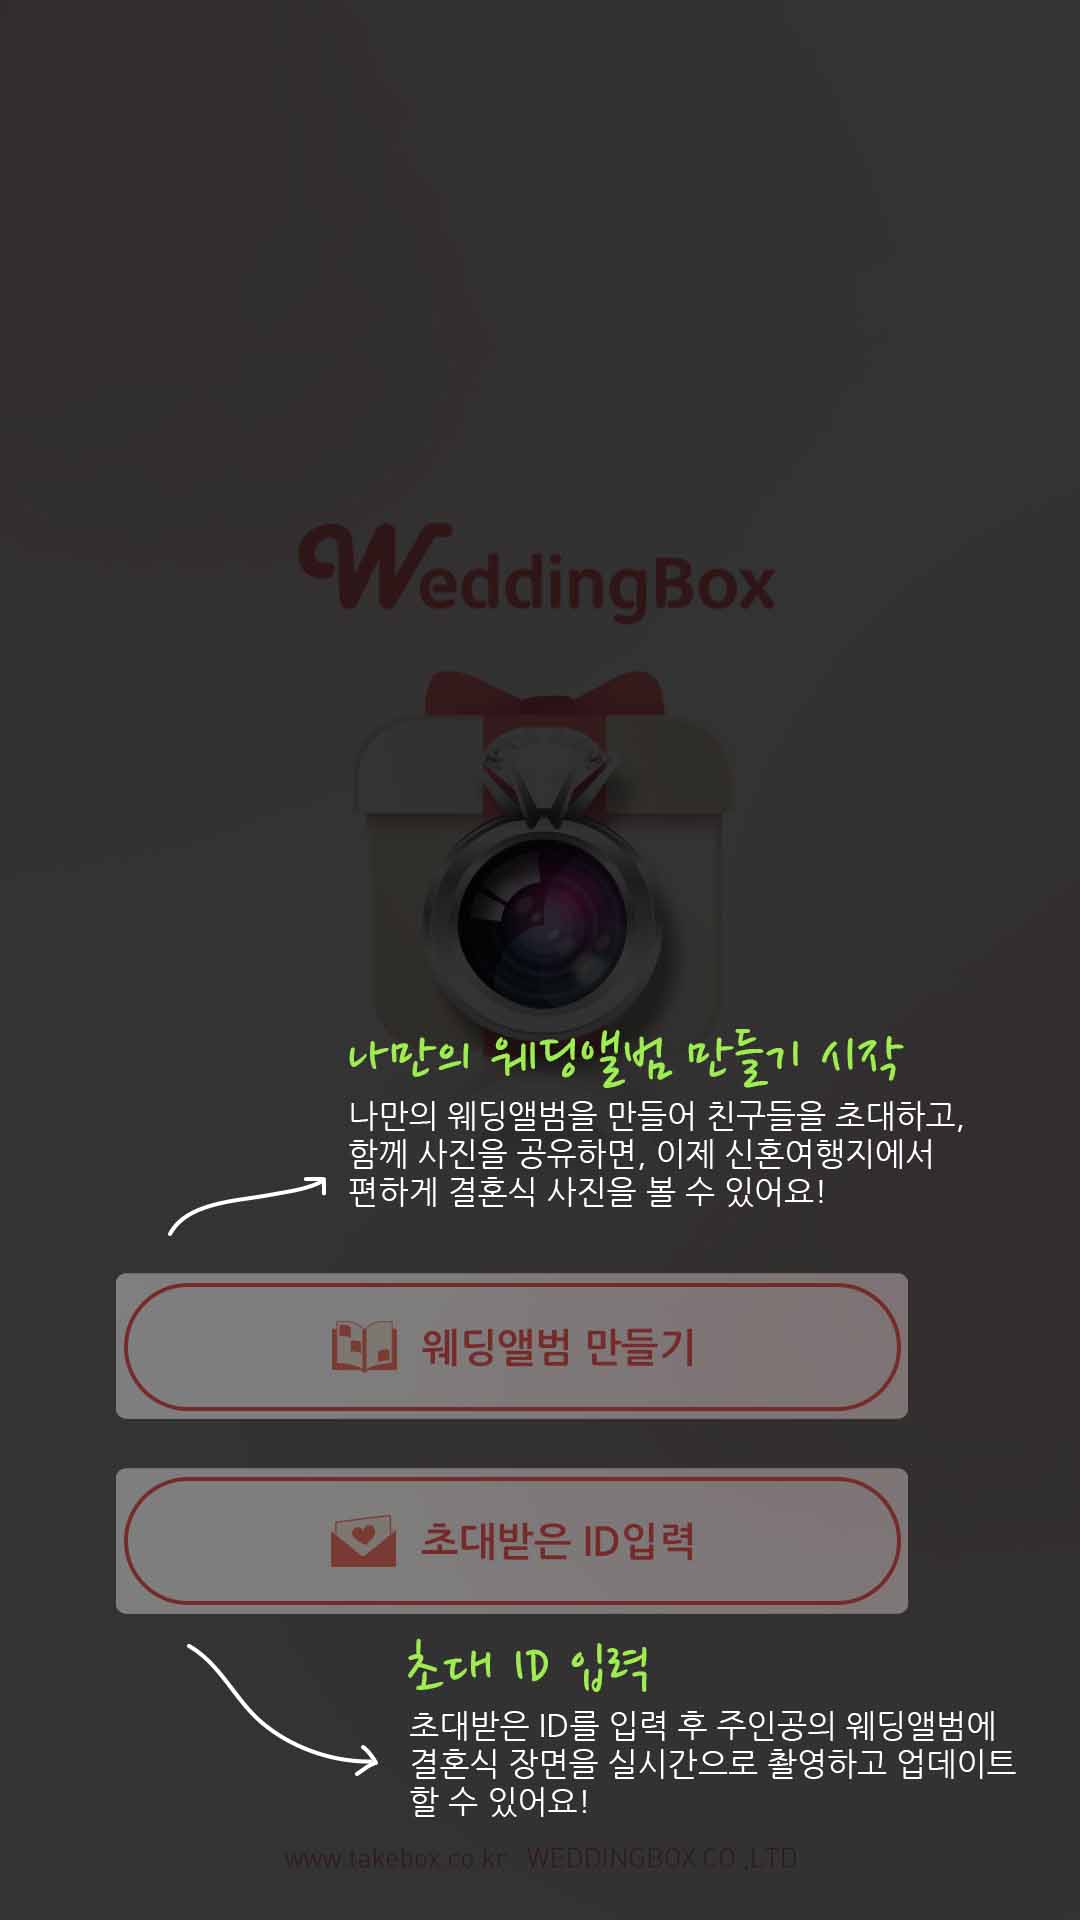 WeddingBox
나만의 웨딩앨범 만들기 시작
나만의 웨딩앨범을 만들어 친구들을 초대하고,
함께 사진을 공유하면, 이제 신혼여행지에서
편하게 결혼식 사진을 볼 수 있어요!
웨딩앨범 만들기
초대받은 ID입력
초대 ID 입력
초대받은 ID를 입력 후 주인공의 웨딩앨범에
결혼식 장면을 실시간으로 촬영하고 업데이트
할 수 있어요!
www.takebox.co.kr WEDDINGBOX.CO.,LTD